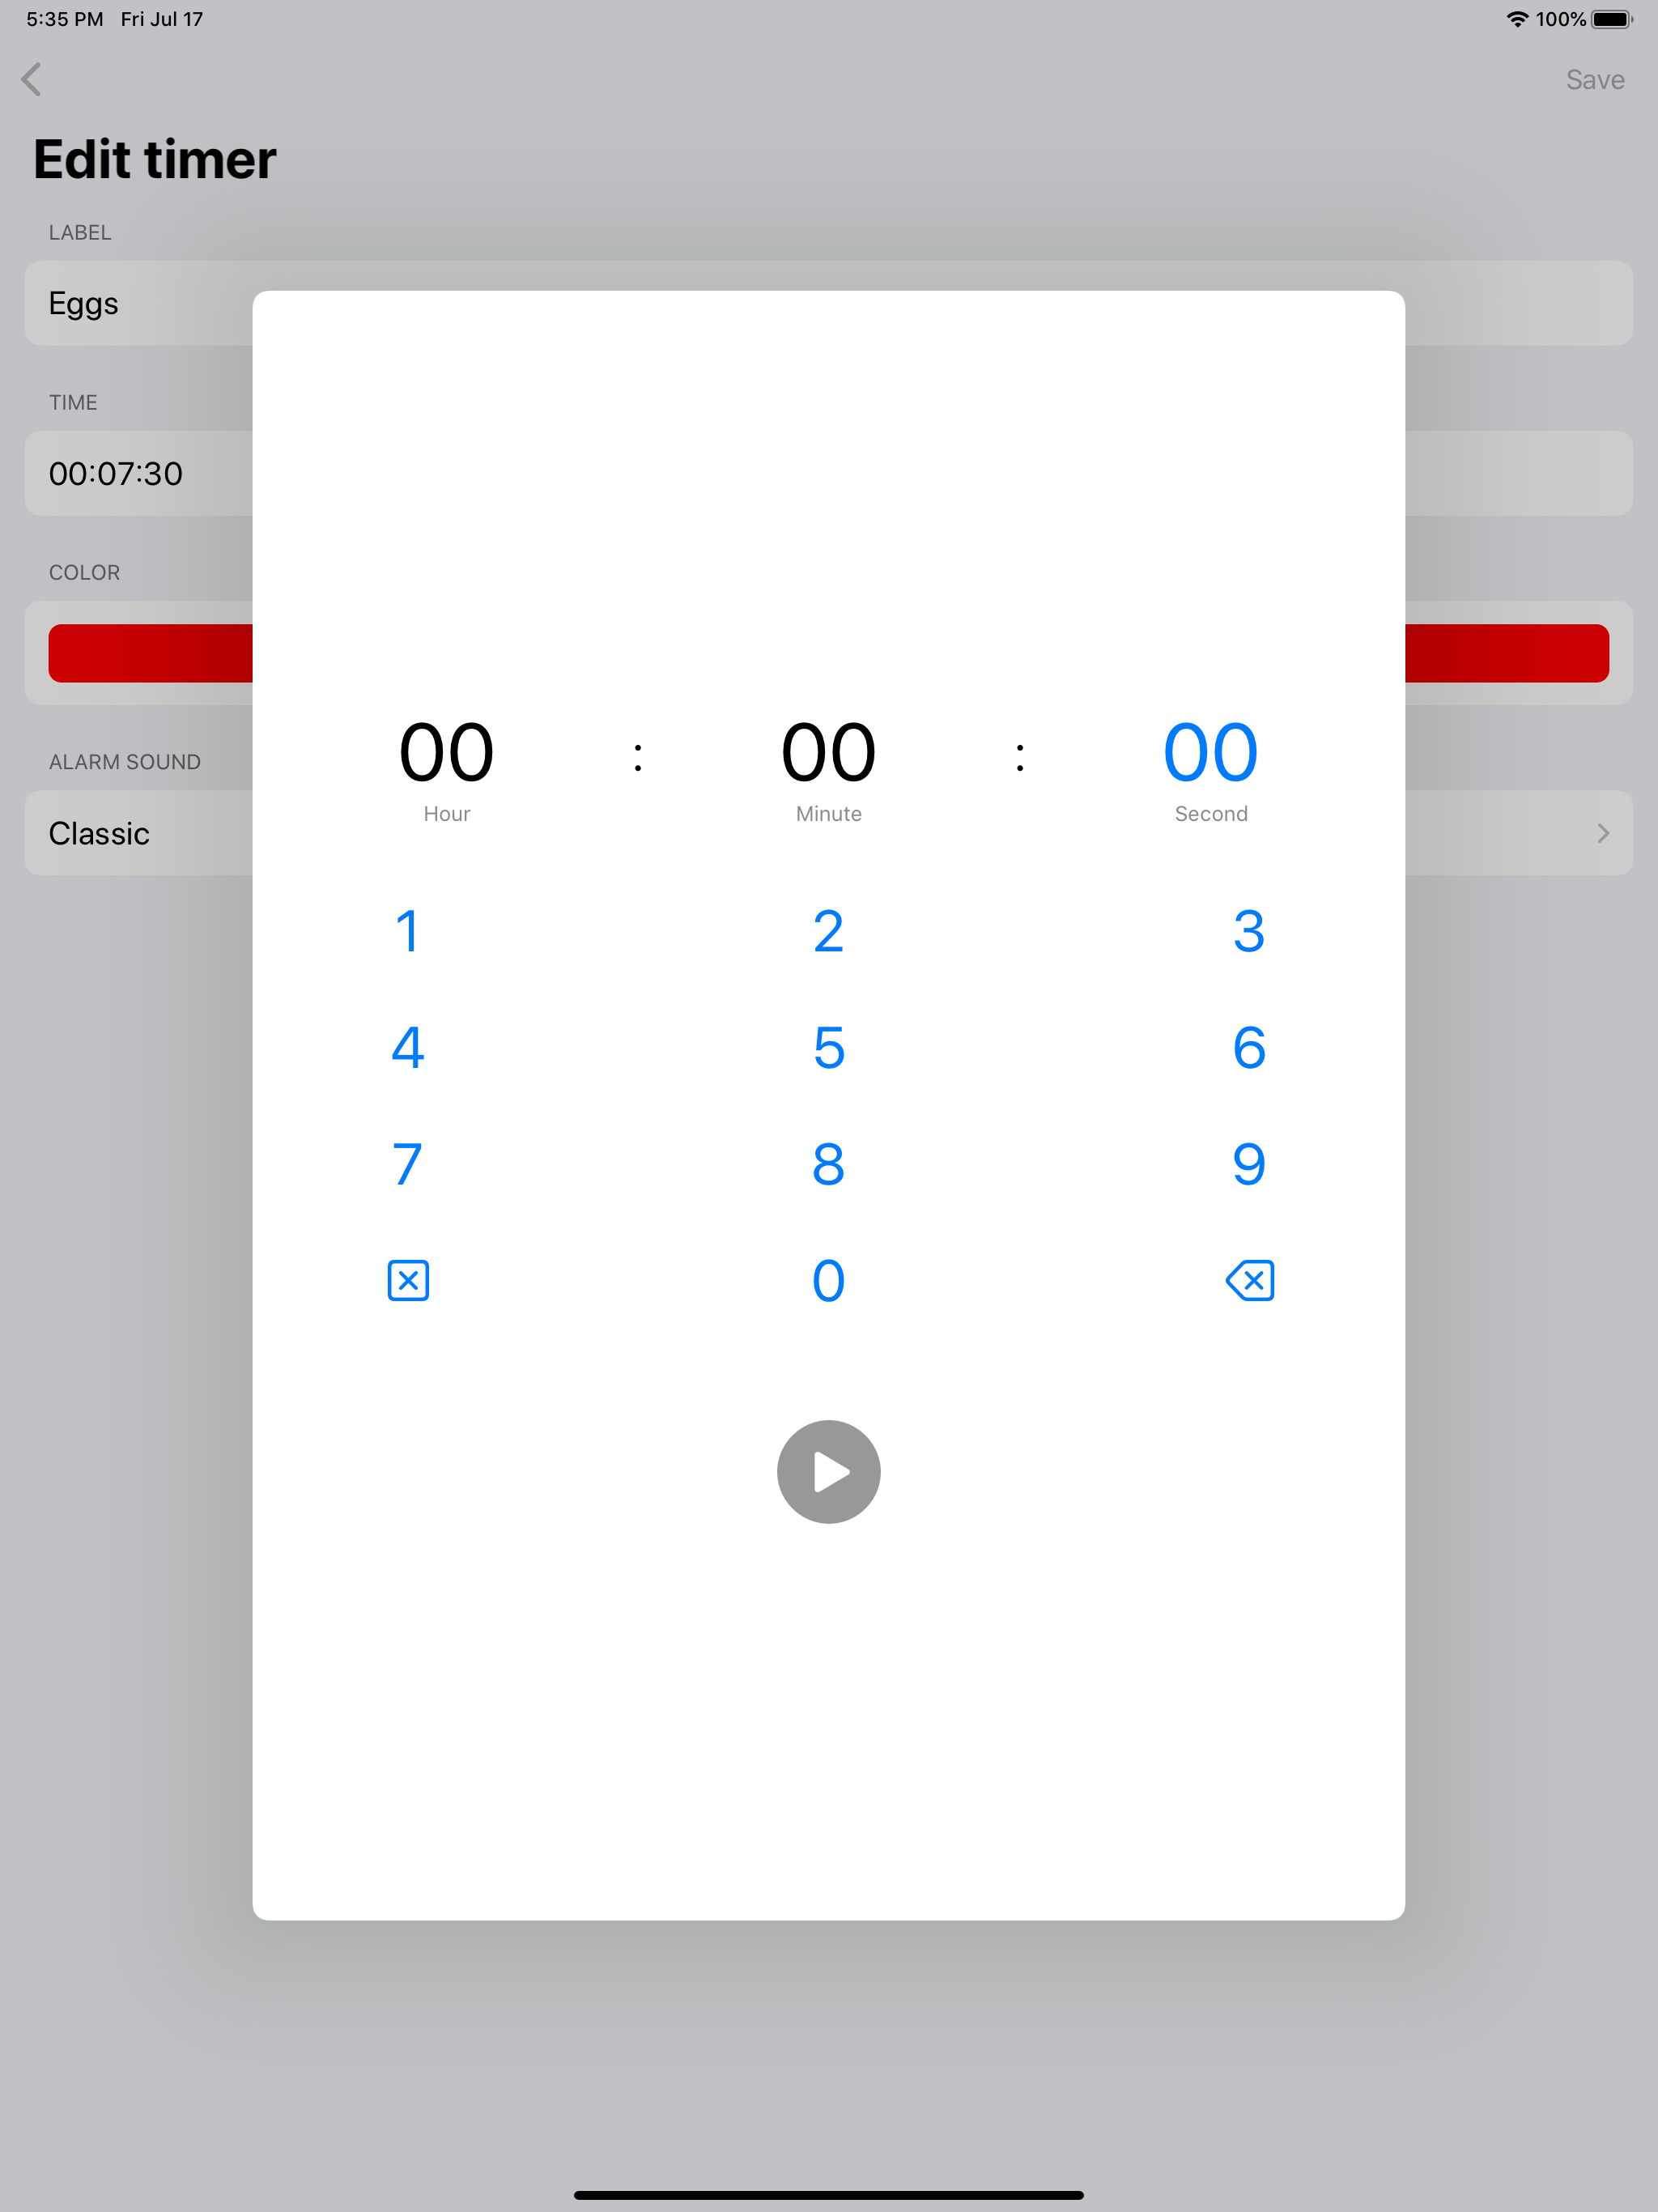 5:35 PM Fri Jul 17 100%
Save
Edit timer
LABEL
Eggs
TIME
00:07:30
COLOR
ALARM SOUND
Classic
00 : 00 : 00
Hour Minute Second
1 2 3
4 5 6
7 8 9
0